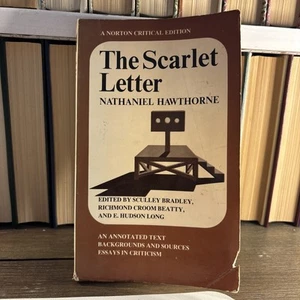 A NORTON CRITICAL EDITION
The Scarlet
Letter
NATHANIEL HAWTHORNE
EDITED BY SCULLEY BRADLEY,
RICHMOND CROOM BEATTY,
AND E. HUDSON LONG
AN ANNOTATED TEXT
BACKGROUNDS AND SOURCES
ESSAYS IN CRITICISM